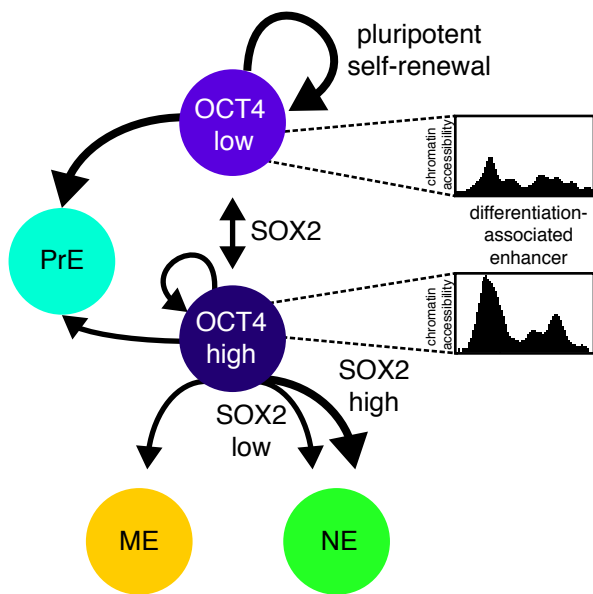 pluripotent
self-renewal
OCT4
low
chromatin
accessibility
differentiation-
associated
enhancer
SOX2
PrE
OCT4
high
chromatin
accessibility
SOX2
high
SOX2
low
ME
NE